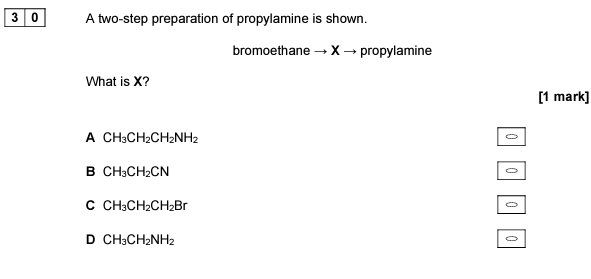 3 0 A two-step preparation of propylamine is shown.
bromoethane → X → propylamine
What is X?
[1 mark]
A CH₃CH₂CH₂NH₂
B CH₃CH₂CN
C CH₃CH₂CH₂Br
D CH₃CH₂NH₂